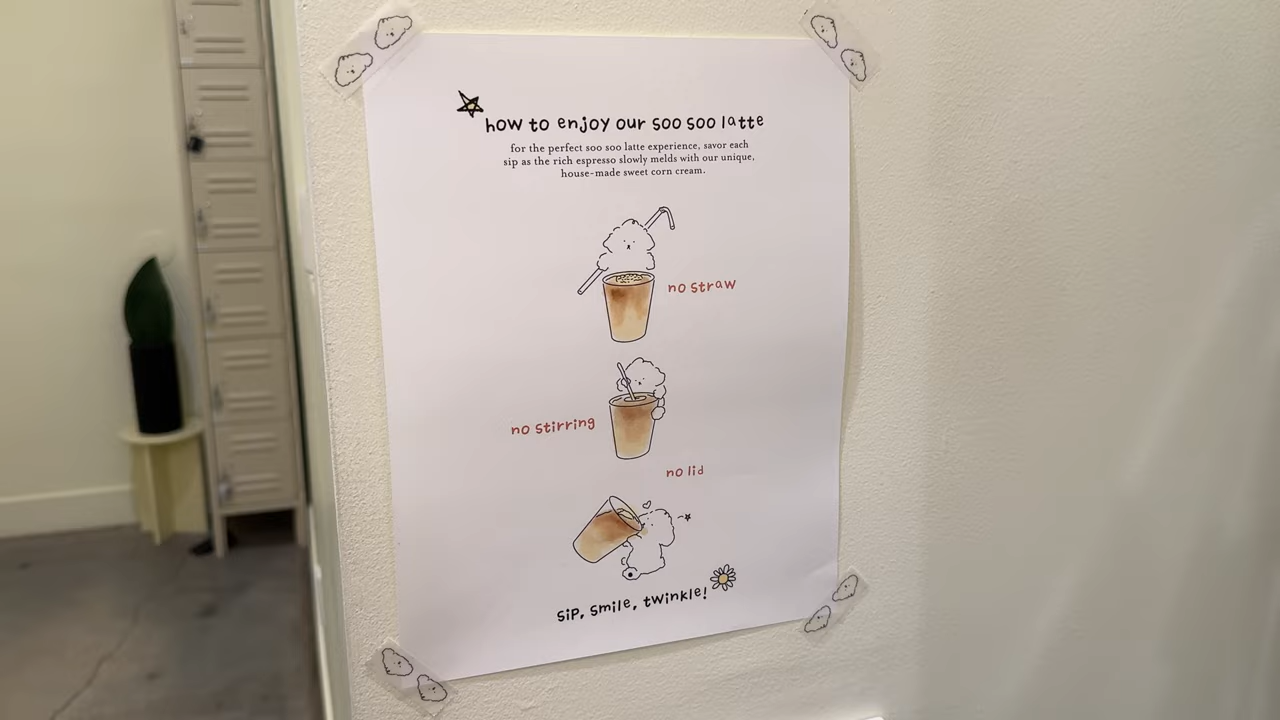 how to enjoy our soo soo latte
for the perfect soo soo latte experience, savor each
sip as the rich espresso slowly melds with our unique,
house-made sweet corn cream.
no straw
no stirring
no lid
sip, smile, twinkle!